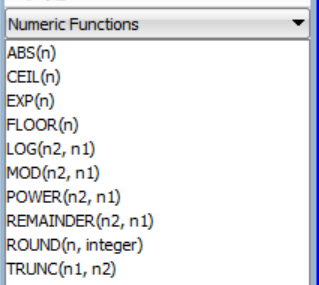 Numeric Functions
ABS(n)
CEIL(n)
EXP(n)
FLOOR(n)
LOG(n2, n1)
MOD(n2, n1)
POWER(n2, n1)
REMAINDER(n2, n1)
ROUND(n, integer)
TRUNC(n1, n2)